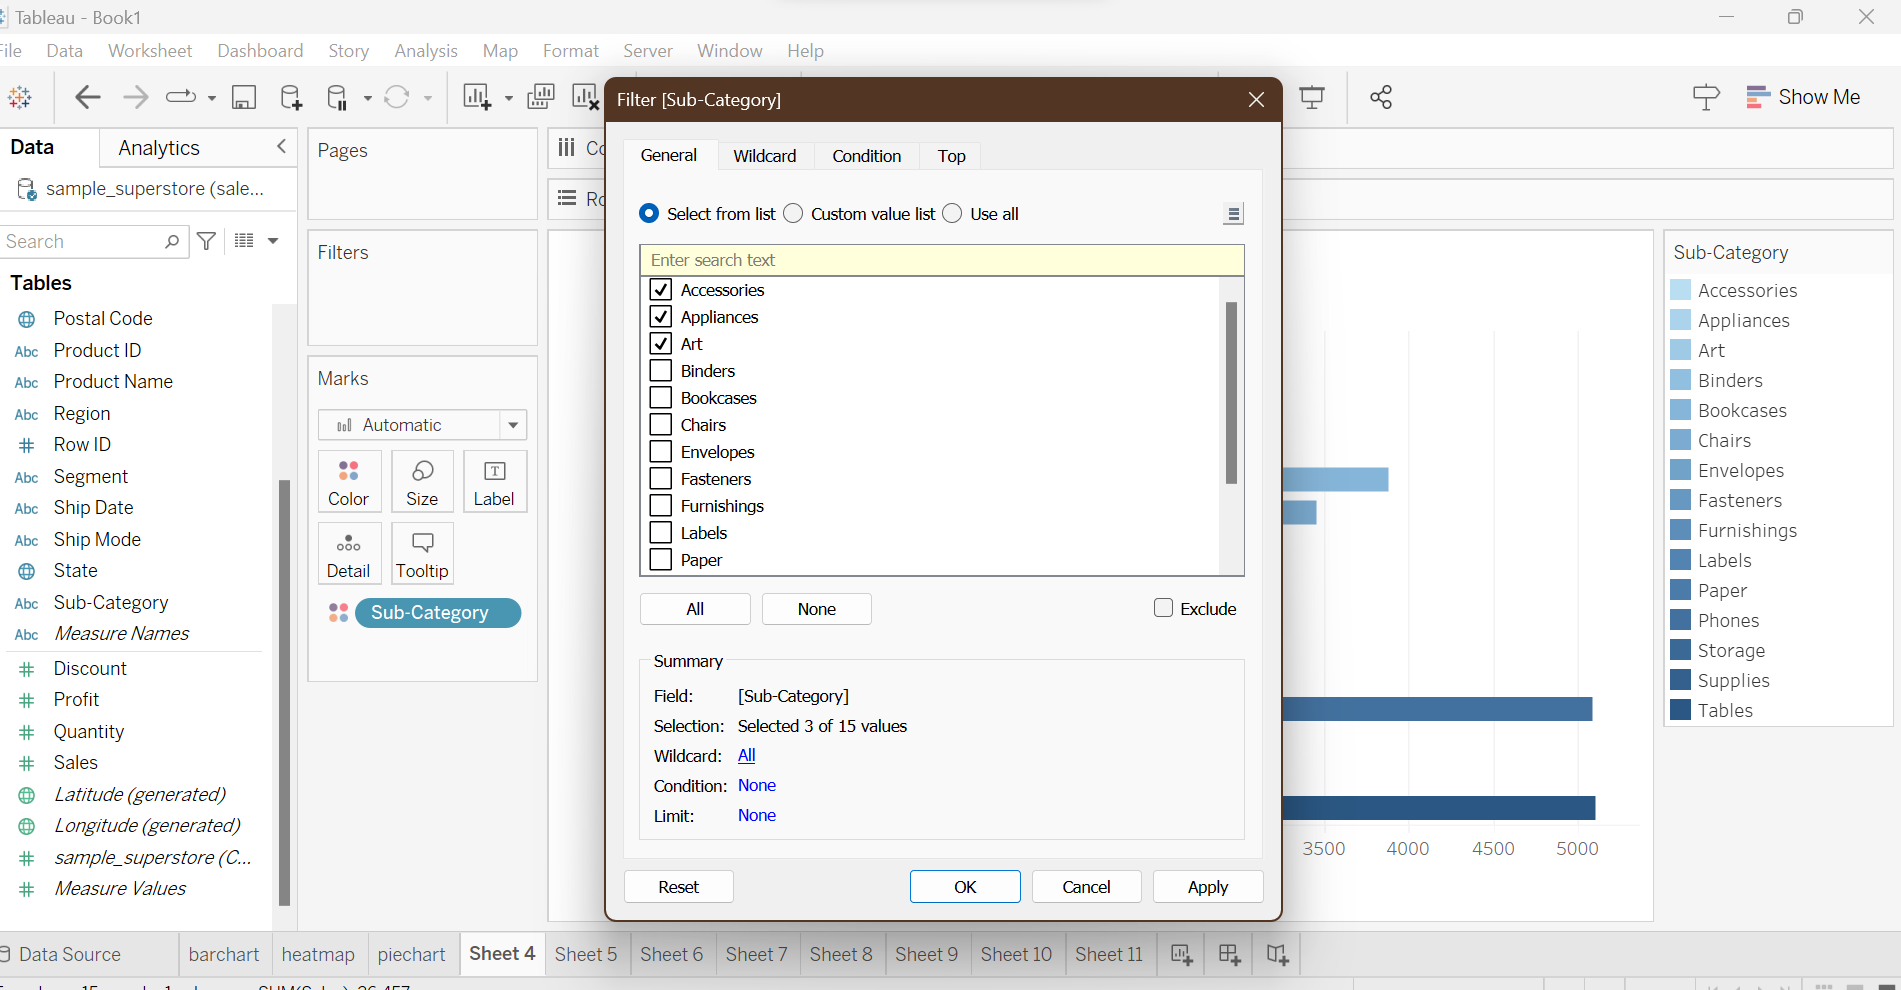 Tableau - Book1
File Data Worksheet Dashboard Story Analysis Map Format Server Window Help
Show Me
Data
Analytics
sample_superstore (sale...
Search
Tables
Postal Code
Abc Product ID
Abc Product Name
Abc Region
Row ID
Abc Segment
Abc Ship Date
Abc Ship Mode
State
Abc Sub-Category
Abc Measure Names
Discount
Profit
Quantity
Sales
Latitude (generated)
Longitude (generated)
sample_superstore (C...
Measure Values
Pages
Filters
Marks
Automatic
Color Size Label
Detail Tooltip
Sub-Category
Filter [Sub-Category]
General Wildcard Condition Top
Select from list Custom value list Use all
Enter search text
Accessories
Appliances
Art
Binders
Bookcases
Chairs
Envelopes
Fasteners
Furnishings
Labels
Paper
All None Exclude
Summary
Field: [Sub-Category]
Selection: Selected 3 of 15 values
Wildcard: All
Condition: None
Limit: None
Reset OK Cancel Apply
3500 4000 4500 5000
Sub-Category
Accessories
Appliances
Art
Binders
Bookcases
Chairs
Envelopes
Fasteners
Furnishings
Labels
Paper
Phones
Storage
Supplies
Tables
Data Source barchart heatmap piechart Sheet 4 Sheet 5 Sheet 6 Sheet 7 Sheet 8 Sheet 9 Sheet 10 Sheet 11